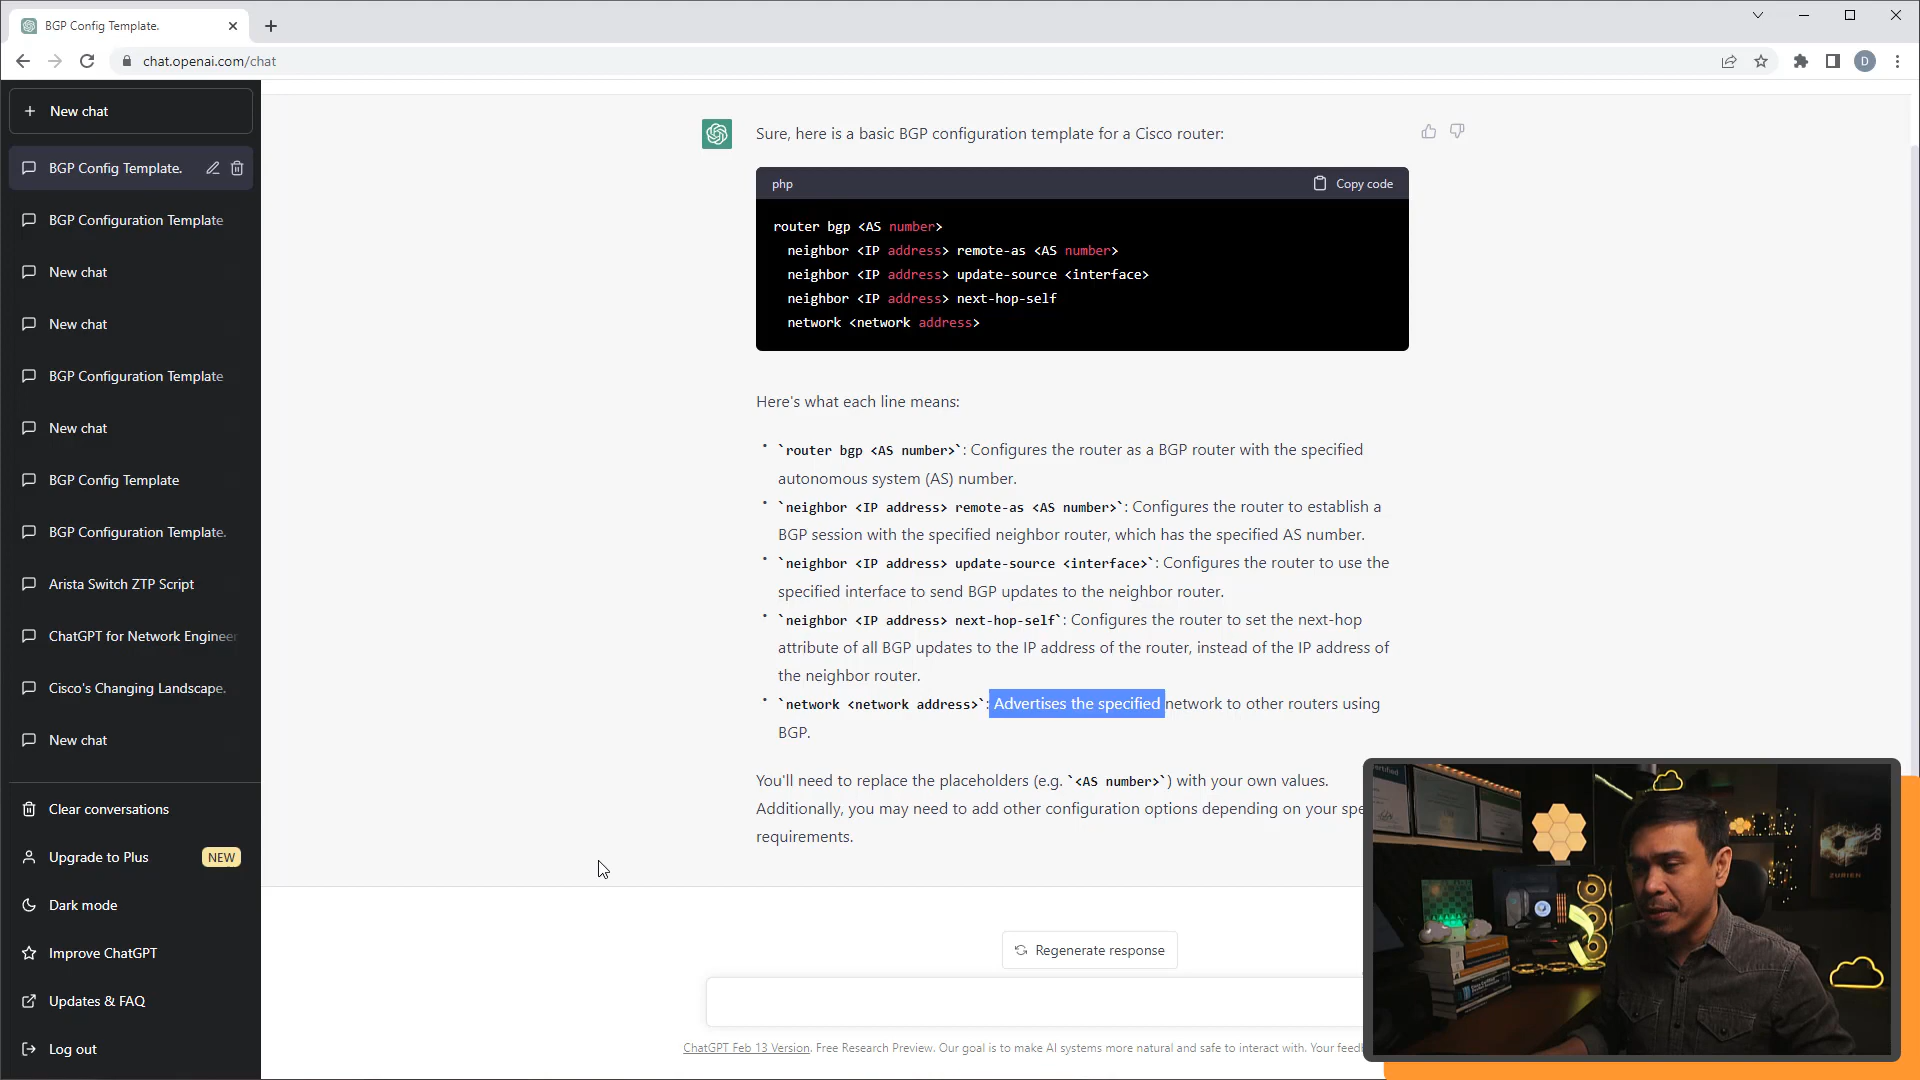 BGP Config Template.
chat.openai.com/chat
D
New chat
BGP Config Template.
BGP Configuration Template
New chat
New chat
BGP Configuration Template
New chat
BGP Config Template
BGP Configuration Template.
Arista Switch ZTP Script
ChatGPT for Network Engineer
Cisco's Changing Landscape.
New chat
Clear conversations
Upgrade to Plus NEW
Dark mode
Improve ChatGPT
Updates & FAQ
Log out
Sure, here is a basic BGP configuration template for a Cisco router:
php Copy code
router bgp <AS number>
neighbor <IP address> remote-as <AS number>
neighbor <IP address> update-source <interface>
neighbor <IP address> next-hop-self
network <network address>
Here's what each line means:
• `router bgp <AS number>`: Configures the router as a BGP router with the specified
autonomous system (AS) number.
• `neighbor <IP address> remote-as <AS number>`: Configures the router to establish a
BGP session with the specified neighbor router, which has the specified AS number.
• `neighbor <IP address> update-source <interface>`: Configures the router to use the
specified interface to send BGP updates to the neighbor router.
• `neighbor <IP address> next-hop-self`: Configures the router to set the next-hop
attribute of all BGP updates to the IP address of the router, instead of the IP address of
the neighbor router.
• `network <network address>`: Advertises the specified network to other routers using
BGP.
You'll need to replace the placeholders (e.g. `<AS number>`) with your own values.
Additionally, you may need to add other configuration options depending on your spe
requirements.
Regenerate response
ChatGPT Feb 13 Version. Free Research Preview. Our goal is to make AI systems more natural and safe to interact with. Your feed
ZURIEN